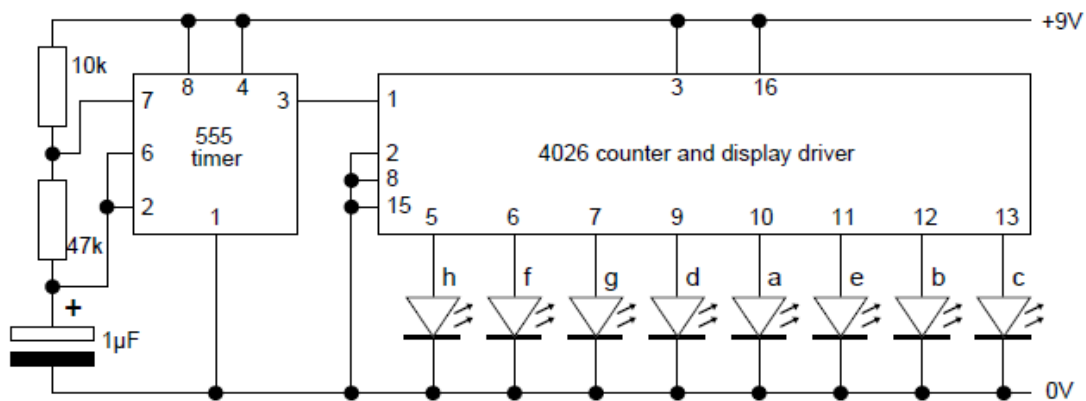 +9V
10k
8 4
3 16
7 3
1
555
timer
6
4026 counter and display driver
2
8
2
15
1
5 6 7 9 10 11 12 13
47k
h f g d a e b c
+
1µF
0V